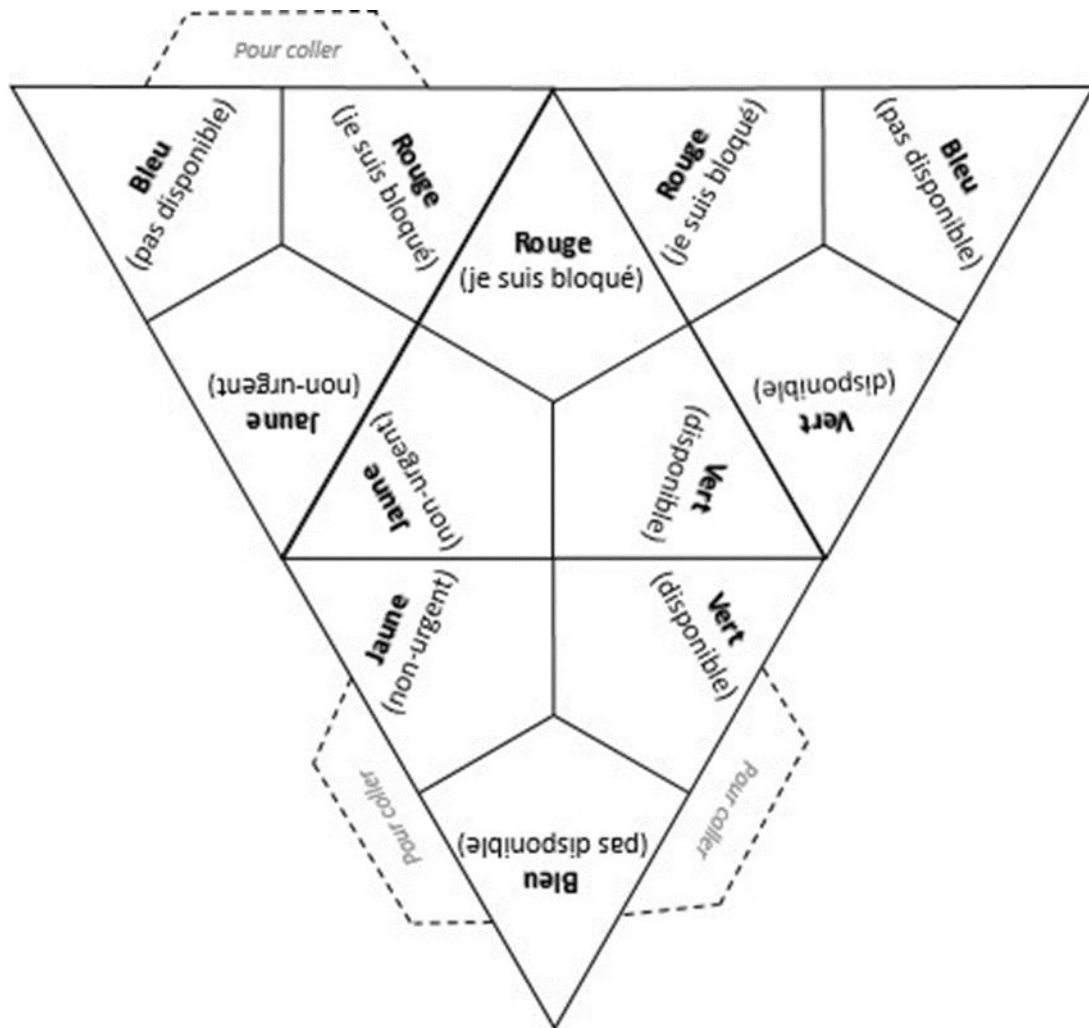 Pour coller
Bleu
(pas disponible)
Rouge
(je suis bloqué)
Rouge
(je suis bloqué)
Rouge
(je suis bloqué)
Bleu
(pas disponible)
Jaune
(non-urgent)
Jaune
(non-urgent)
Vert
(disponible)
Vert
(disponible)
Jaune
(non-urgent)
Vert
(disponible)
Pour coller
Pour coller
Bleu
(pas disponible)